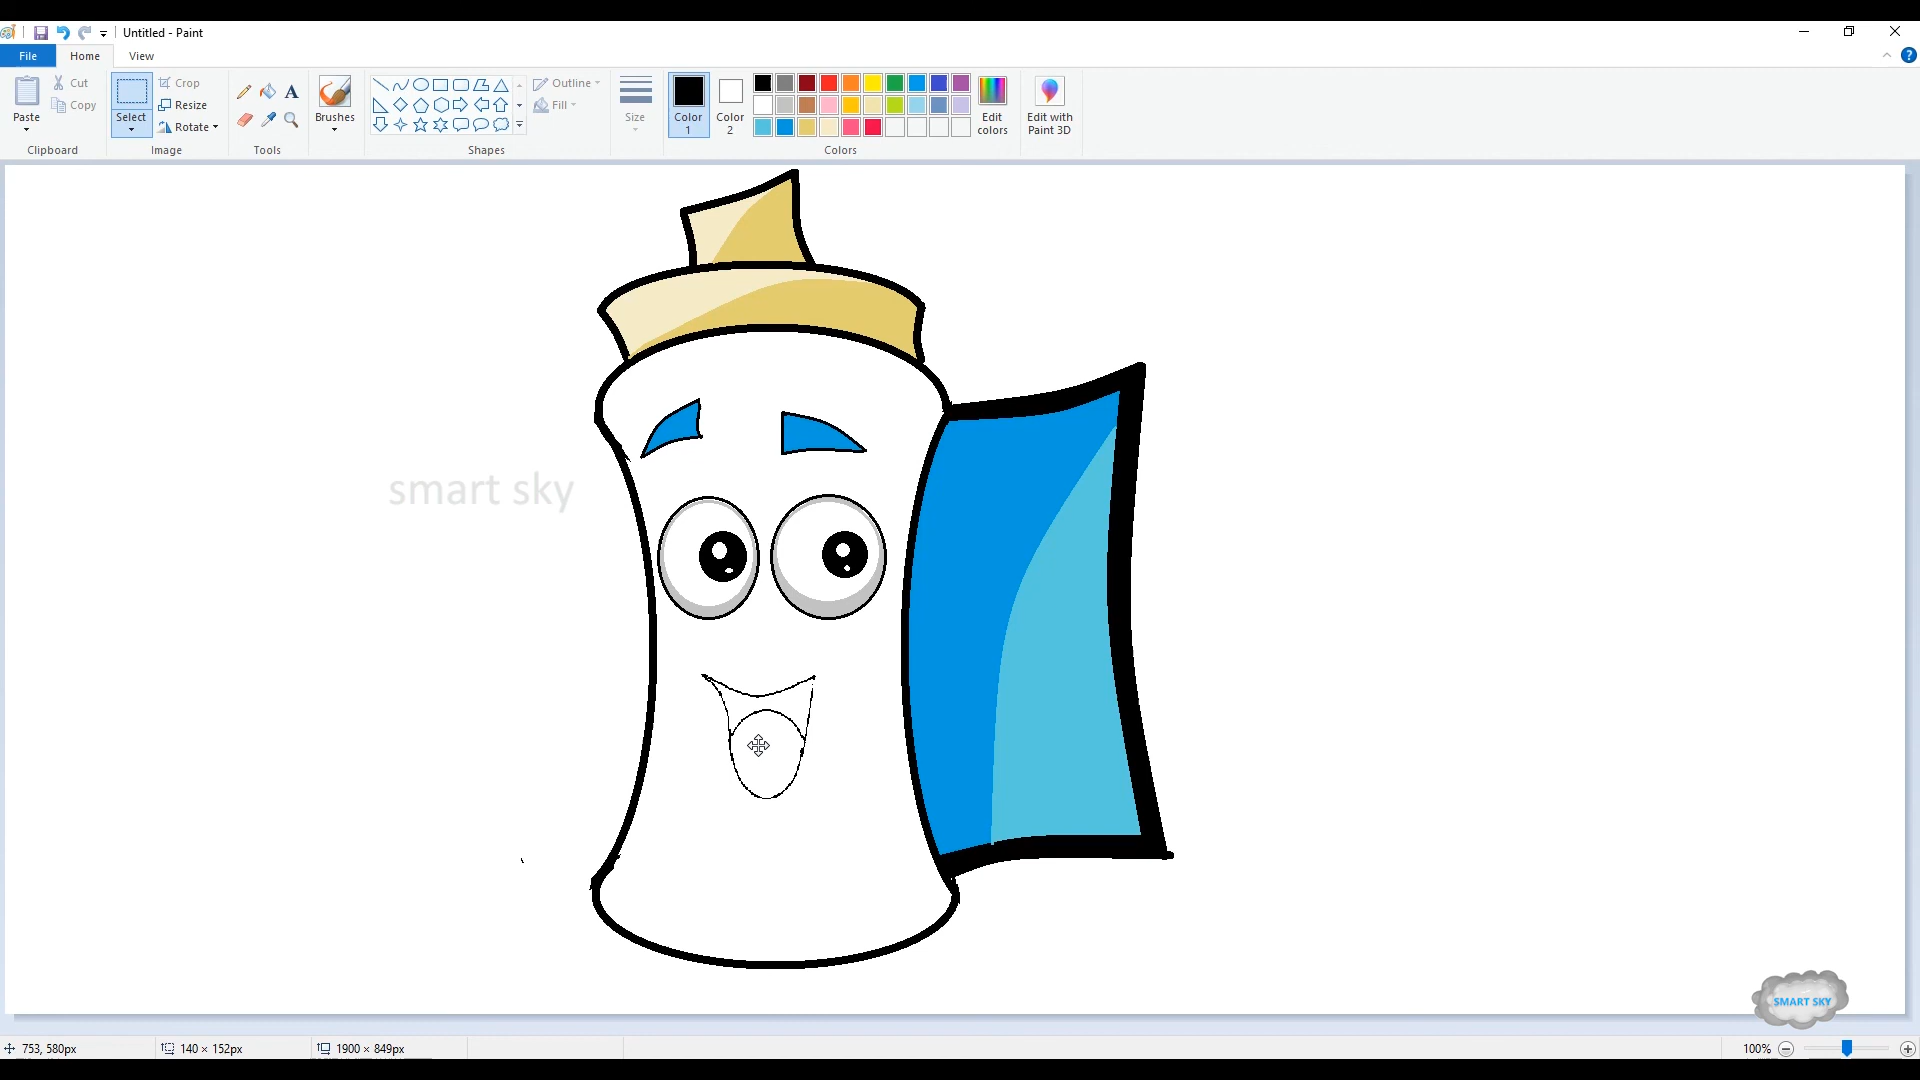 Untitled - Paint
File Home View
Paste Cut Copy Clipboard
Select Crop Resize Rotate Image
A Tools
Brushes
Shapes Outline Fill
Size
Color 1 Color 2 Edit colors Colors
Edit with Paint 3D
?
smart sky
SMART SKY
753, 580px 140 × 152px 1900 × 849px 100%